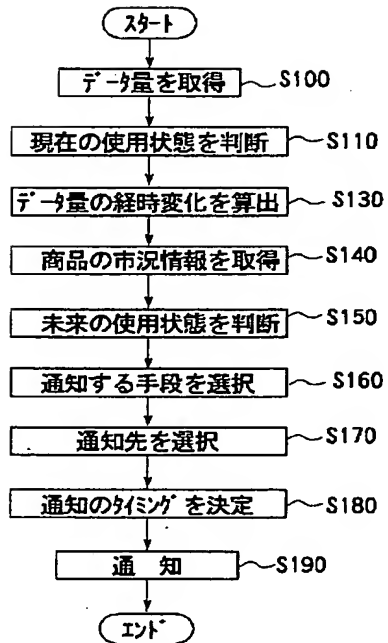 スタート
データ量を取得 S100
現在の使用状態を判断 S110
データ量の経時変化を算出 S130
商品の市況情報を取得 S140
未来の使用状態を判断 S150
通知する手段を選択 S160
通知先を選択 S170
通知のタイミングを決定 S180
通 知 S190
エンド